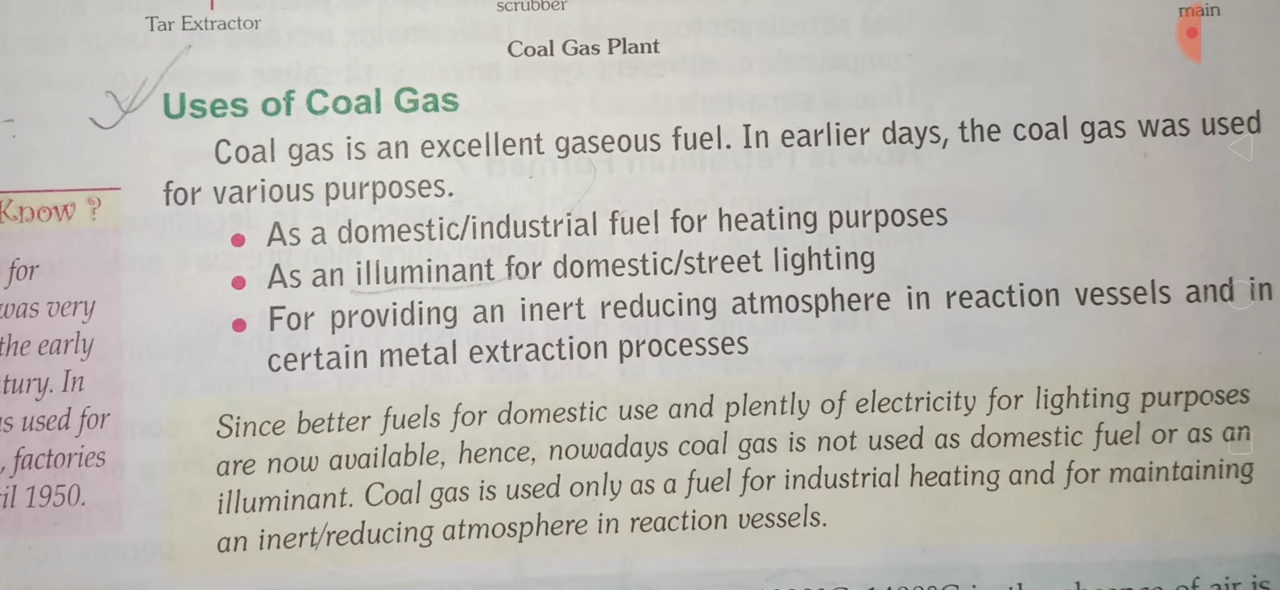 scrubber
main
Tar Extractor
Coal Gas Plant
Uses of Coal Gas
Coal gas is an excellent gaseous fuel. In earlier days, the coal gas was used
for various purposes.
As a domestic/industrial fuel for heating purposes
As an illuminant for domestic/street lighting
For providing an inert reducing atmosphere in reaction vessels and in
certain metal extraction processes
Since better fuels for domestic use and plently of electricity for lighting purposes
are now available, hence, nowadays coal gas is not used as domestic fuel or as an
illuminant. Coal gas is used only as a fuel for industrial heating and for maintaining
an inert/reducing atmosphere in reaction vessels.
Know ?
for
was very
the early
tury. In
used for
, factories
il 1950.
of air is